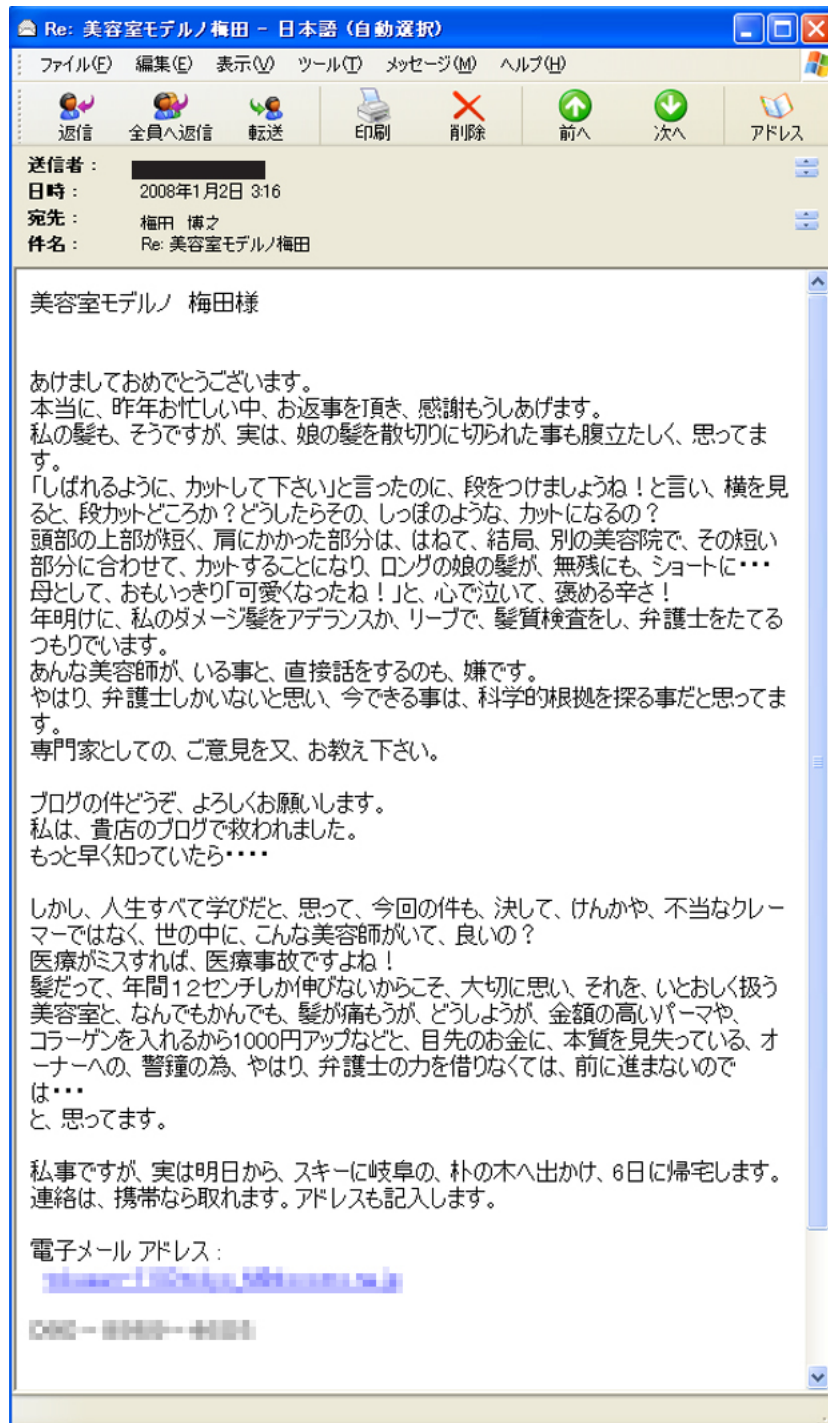 Re: 美容室モデルノ梅田 - 日本語 (自動選択)
ファイル(F) 編集(E) 表示(V) ツール(T) メッセージ(M) ヘルプ(H)
返信 全員へ返信 転送 印刷 削除 前へ 次へ アドレス
送信者：
日時： 2008年1月2日 3:16
宛先： 梅田 博之
件名： Re: 美容室モデルノ梅田
美容室モデルノ 梅田様
あけましておめでとうございます。
本当に、昨年お忙しい中、お返事を頂き、感謝もうしあげます。
私の髪も、そうですが、実は、娘の髪を散切りに切られた事も腹立たしく、思ってま
す。
「しばれるように、カットして下さい」と言ったのに、段をつけましょうね！と言い、横を見
ると、段カットどころか？どうしたらその、しっぽのような、カットになるの？
頭部の上部が短く、肩にかかった部分は、はねて、結局、別の美容院で、その短い
部分に合わせて、カットすることになり、ロングの娘の髪が、無残にも、ショートに・・・
母として、おもいっきり「可愛くなったね！」と、心で泣いて、褒める辛さ！
年明けに、私のダメージ髪をアデランスか、リーブで、髪質検査をし、弁護士をたてる
つもりでいます。
あんな美容師が、いる事と、直接話をするのも、嫌です。
やはり、弁護士しかいないと思い、今できる事は、科学的根拠を探る事だと思ってま
す。
専門家としての、ご意見を又、お教え下さい。
ブログの件どうぞ、よろしくお願いします。
私は、貴店のブログで救われました。
もっと早く知っていたら・・・・
しかし、人生すべて学びだと、思って、今回の件も、決して、けんかや、不当なクレー
マーではなく、世の中に、こんな美容師がいて、良いの？
医療がミスすれば、医療事故ですよね！
髪だって、年間１２センチしか伸びないからこそ、大切に思い、それを、いとおしく扱う
美容室と、なんでもかんでも、髪が痛もうが、どうしようが、金額の高いパーマや、
コラーゲンを入れるから1000円アップなどと、目先のお金に、本質を見失っている、オ
ーナーへの、警鐘の為、やはり、弁護士の力を借りなくては、前に進まないので
は・・・
と、思ってます。
私事ですが、実は明日から、スキーに岐阜の、朴の木へ出かけ、6日に帰宅します。
連絡は、携帯なら取れます。アドレスも記入します。
電子メール アドレス：